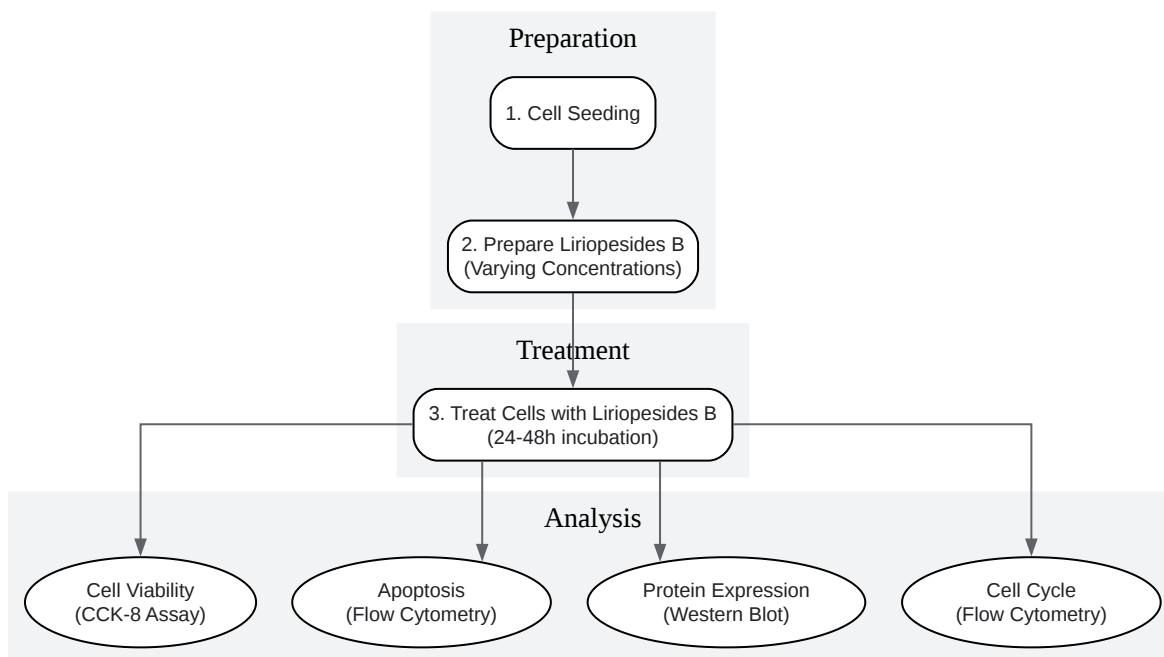 Preparation
1. Cell Seeding
2. Prepare Liriopesides B
(Varying Concentrations)
Treatment
3. Treat Cells with Liriopesides B
(24-48h incubation)
Analysis
Cell Viability
(CCK-8 Assay)
Apoptosis
(Flow Cytometry)
Protein Expression
(Western Blot)
Cell Cycle
(Flow Cytometry)